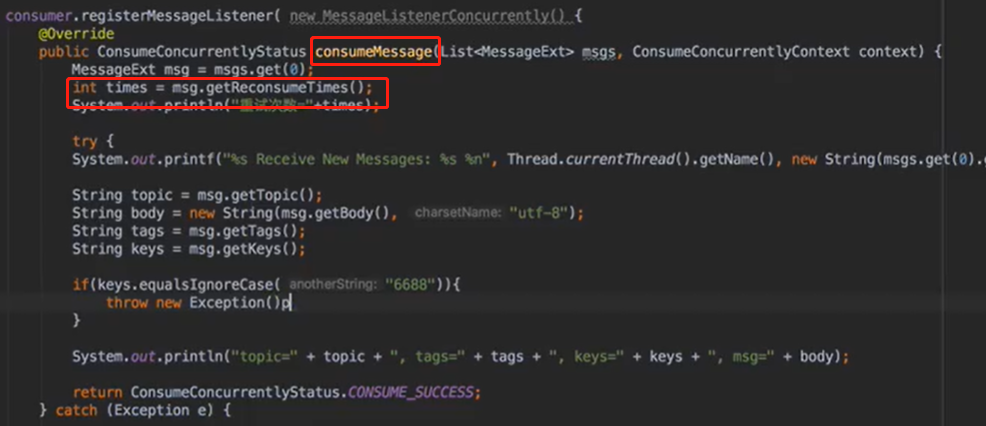 consumer.registerMessageListener( new MessageListenerConcurrently() {
@Override
public ConsumeConcurrentlyStatus consumeMessage(List<MessageExt> msgs, ConsumeConcurrentlyContext context) {
MessageExt msg = msgs.get(0);
int times = msg.getReconsumeTimes();
System.out.println("重试次数="+times);
try {
System.out.printf("%s Receive New Messages: %s %n", Thread.currentThread().getName(), new String(msgs.get(0).
String topic = msg.getTopic();
String body = new String(msg.getBody(), charsetName: "utf-8");
String tags = msg.getTags();
String keys = msg.getKeys();
if(keys.equalsIgnoreCase( anotherString: "6688")){
throw new Exception()p
}
System.out.println("topic=" + topic + ", tags=" + tags + ", keys=" + keys + ", msg=" + body);
return ConsumeConcurrentlyStatus.CONSUME_SUCCESS;
} catch (Exception e) {